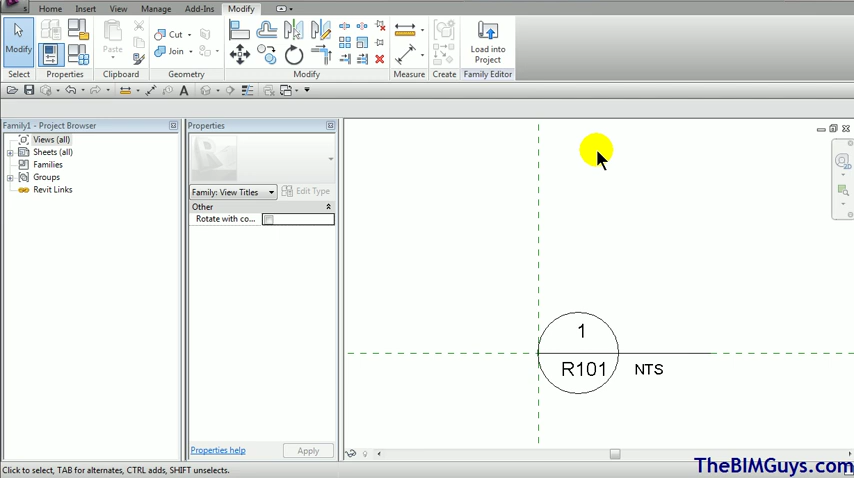 Home Insert View Manage Add-Ins Modify
Modify
Paste
Cut
Join
Load into
Project
Select Properties Clipboard Geometry Modify Measure Create Family Editor
Family1 - Project Browser
Views (all)
Sheets (all)
Families
Groups
Revit Links
Properties
Family: View Titles
Edit Type
Other
Rotate with co...
Properties help
Apply
1
R101
NTS
2D
Click to select, TAB for alternates, CTRL adds, SHIFT unselects.
TheBIMGuys.com